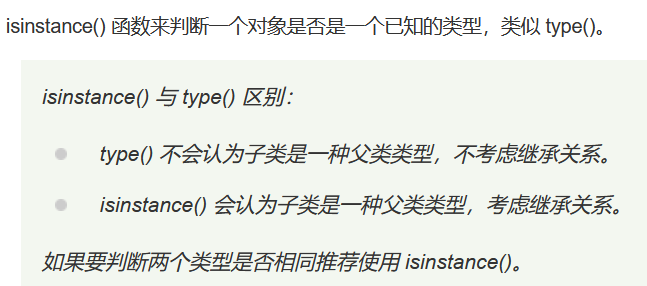 isinstance() 函数来判断一个对象是否是一个已知的类型，类似 type()。
isinstance() 与 type() 区别：
type() 不会认为子类是一种父类类型，不考虑继承关系。
isinstance() 会认为子类是一种父类类型，考虑继承关系。
如果要判断两个类型是否相同推荐使用 isinstance()。